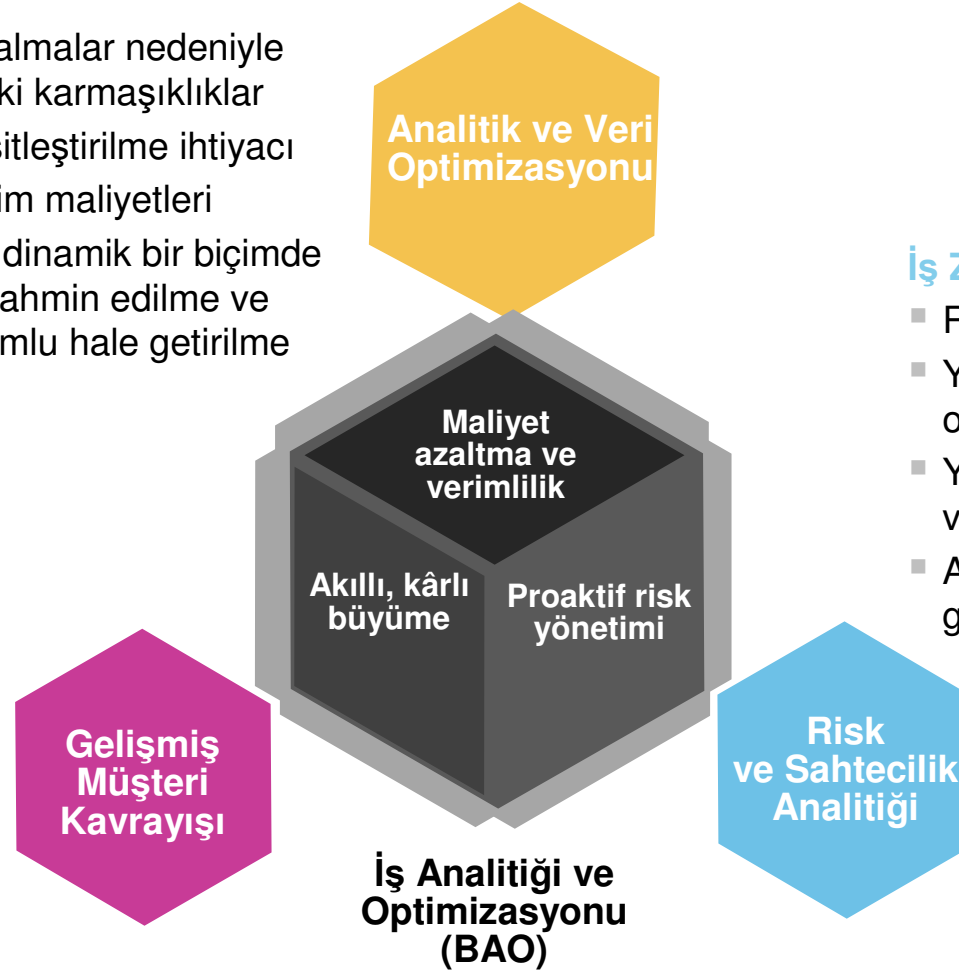 almalar nedeniyle
ki karmaşıklıklar
sitleştirilme ihtiyacı
im maliyetleri
dinamik bir biçimde
ahmin edilme ve
mlu hale getirilme
Analitik ve Veri
Optimizasyonu
İş
Maliyet
azaltma ve
verimlilik
Akıllı, kârlı
büyüme
Proaktif risk
yönetimi
Gelişmiş
Müşteri
Kavrayışı
Risk
ve Sahtecilik
Analitiği
İş Analitiği ve
Optimizasyonu
(BAO)